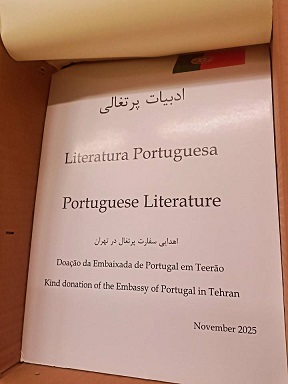 ادبیات پرتغالی
Literatura Portuguesa
Portuguese Literature
اهدایی سفارت پرتغال در تهران
Doação da Embaixada de Portugal em Teerão
Kind donation of the Embassy of Portugal in Tehran
November 2025